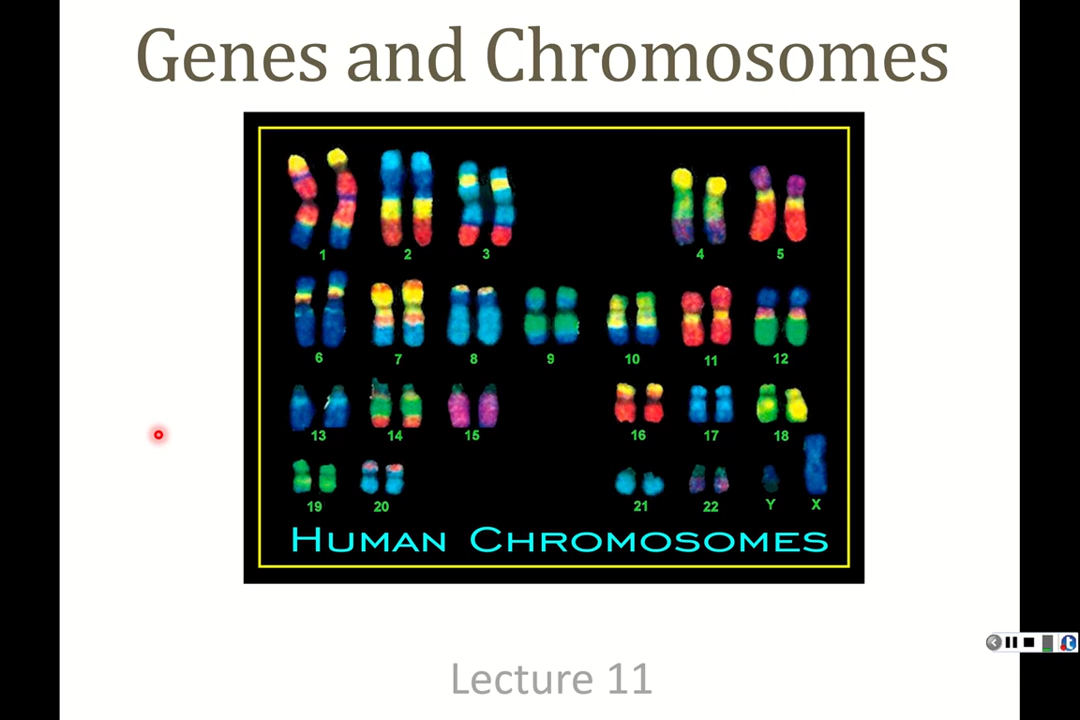 Genes and Chromosomes
1 2 3 4 5
6 7 8 9 10 11 12
13 14 15 16 17 18
19 20 21 22 Y X
Human Chromosomes
Lecture 11